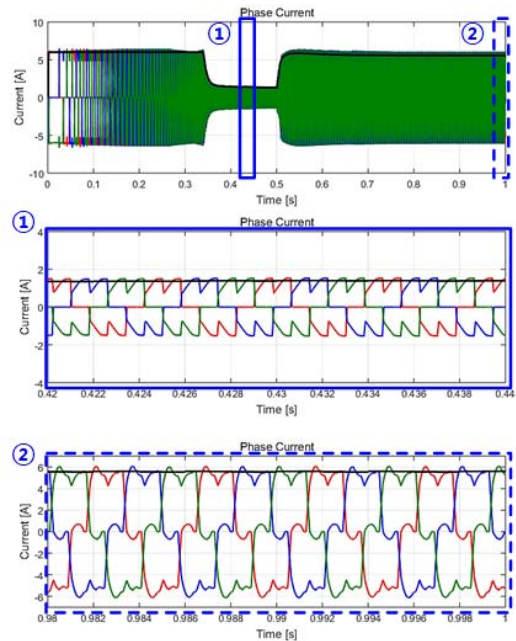 ① ②
Phase Current
Current [A]
10
5
0
-5
-10
0 0.1 0.2 0.3 0.4 0.5 0.6 0.7 0.8 0.9 1
Time [s]
①
Phase Current
Current [A]
4
2
0
-2
-4
0.42 0.422 0.424 0.426 0.428 0.43 0.432 0.434 0.436 0.438 0.44
Time [s]
②
Phase Current
Current [A]
6
4
2
0
-2
-4
-6
0.98 0.982 0.984 0.986 0.988 0.99 0.992 0.994 0.996 0.998 1
Time [s]